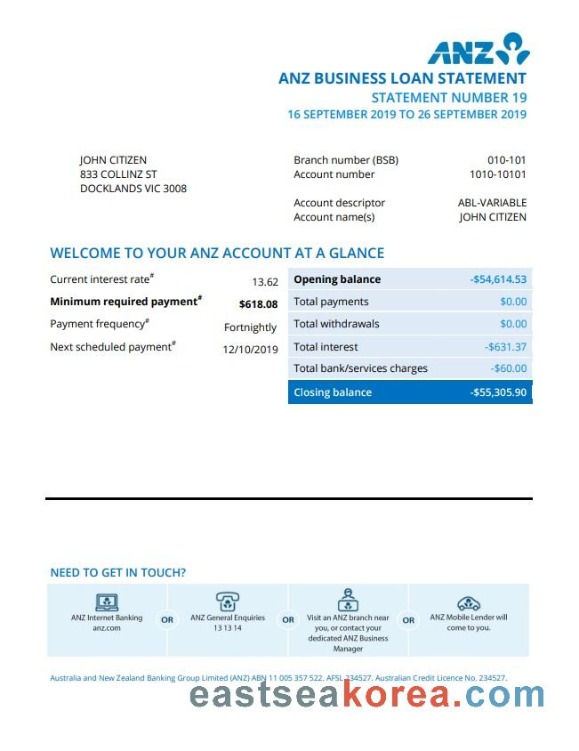 ANZ
ANZ BUSINESS LOAN STATEMENT
STATEMENT NUMBER 19
16 SEPTEMBER 2019 TO 26 SEPTEMBER 2019
JOHN CITIZEN
833 COLLINZ ST
DOCKLANDS VIC 3008
Branch number (BSB) 010-101
Account number 1010-10101
Account descriptor ABL-VARIABLE
Account name(s) JOHN CITIZEN
WELCOME TO YOUR ANZ ACCOUNT AT A GLANCE
Current interest rate# 13.62
Minimum required payment# $618.08
Payment frequency# Fortnightly
Next scheduled payment# 12/10/2019
Opening balance -$54,614.53
Total payments $0.00
Total withdrawals $0.00
Total interest -$631.37
Total bank/services charges -$60.00
Closing balance -$55,305.90
NEED TO GET IN TOUCH?
ANZ Internet Banking
anz.com
OR
ANZ General Enquiries
13 13 14
OR
Visit an ANZ branch near
you, or contact your
dedicated ANZ Business
Manager
OR
ANZ Mobile Lender will
come to you.
Australia and New Zealand Banking Group Limited (ANZ) ABN 11 005 357 522. AFSL 234527. Australian Credit Licence No. 234527.
eastseakorea.com